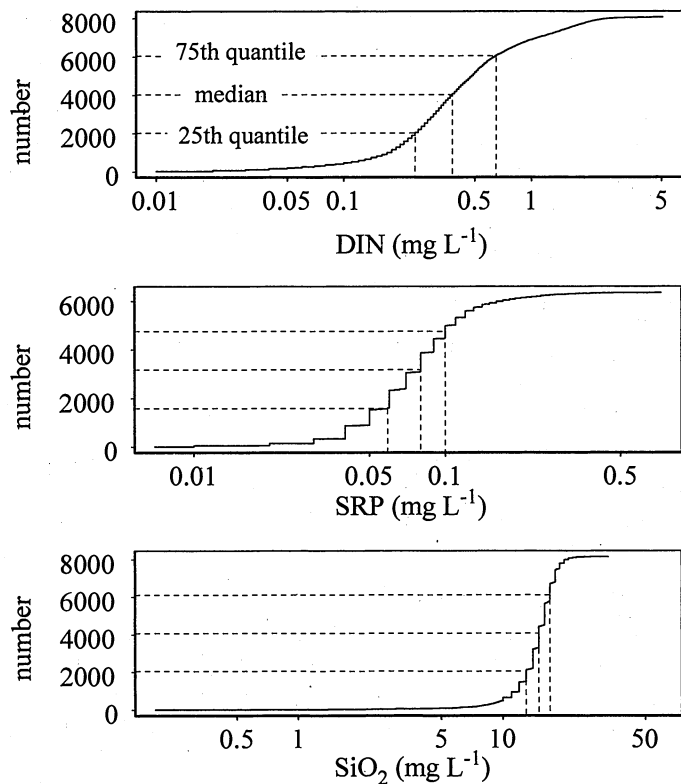 number
8000
6000
4000
2000
0
75th quantile
median
25th quantile
0.01 0.05 0.1 0.5 1 5
DIN (mg L⁻¹)
number
6000
4000
2000
0
0.01 0.05 0.1 0.5
SRP (mg L⁻¹)
number
8000
6000
4000
2000
0
0.5 1 5 10 50
SiO₂ (mg L⁻¹)